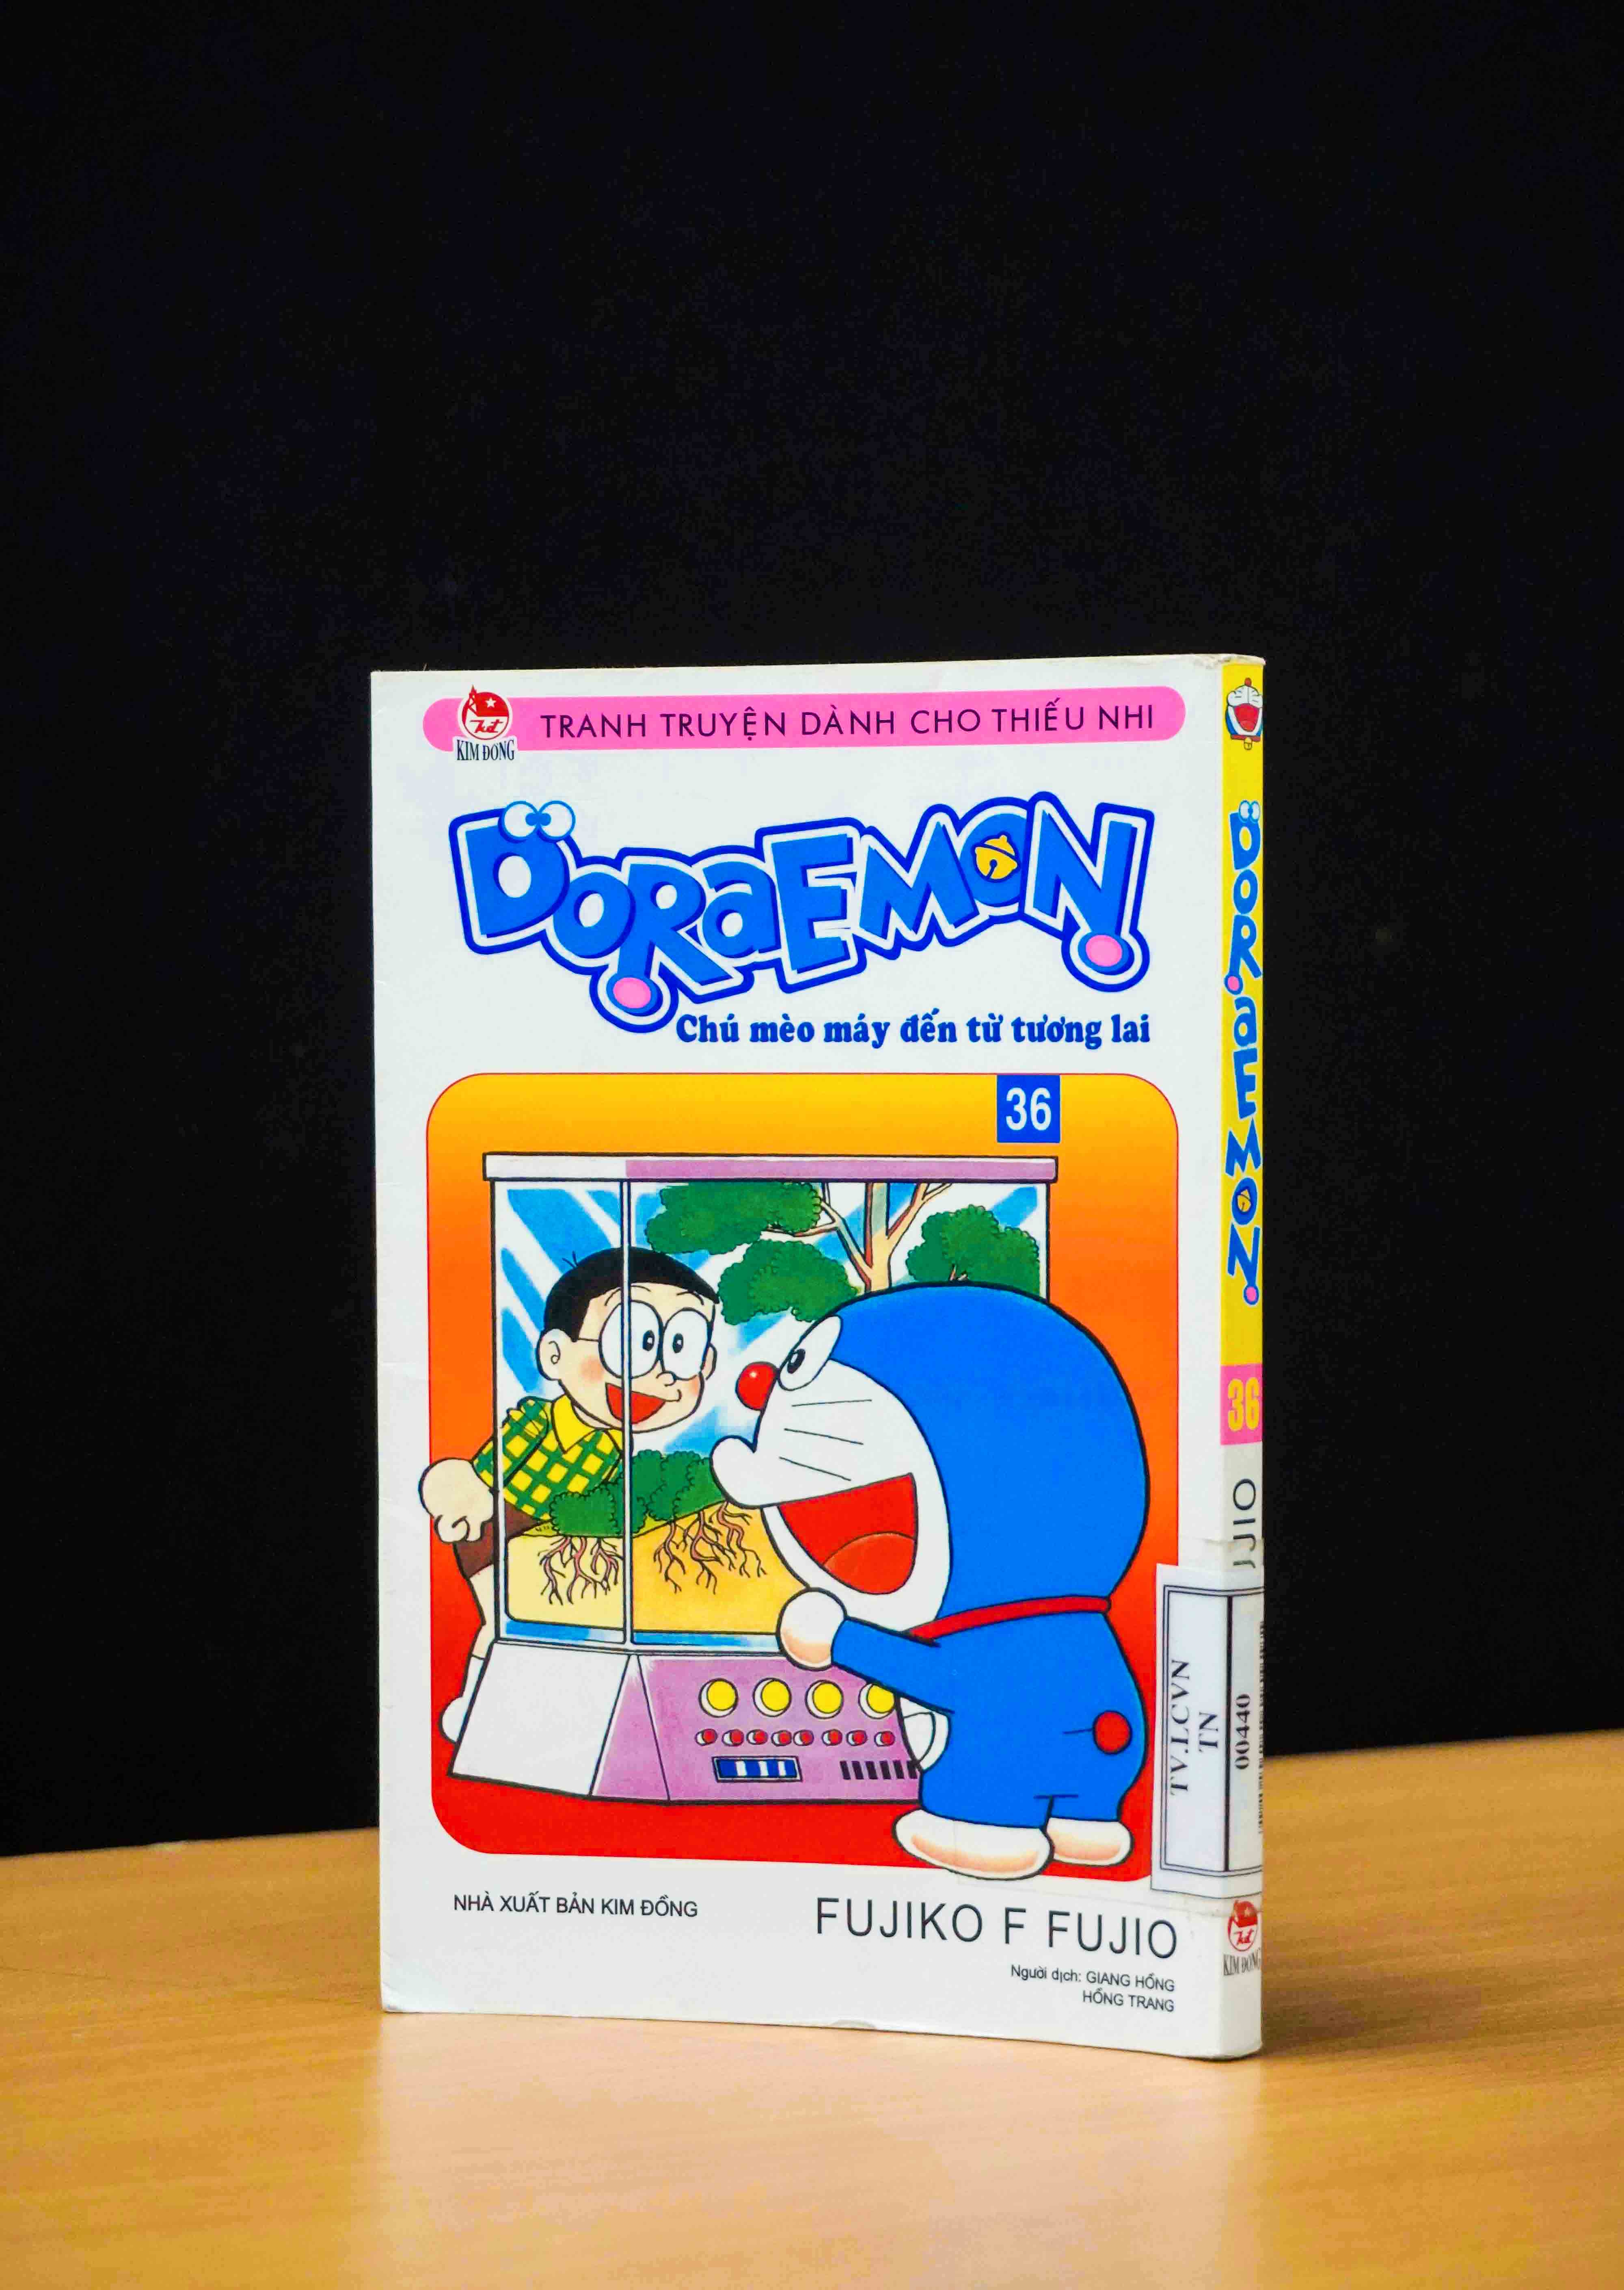 TRANH TRUYỆN DÀNH CHO THIẾU NHI
KIM ĐỒNG
DORAEMON
Chú mèo máy đến từ tương lai
36
NHÀ XUẤT BẢN KIM ĐỒNG
FUJIKO F FUJIO
Người dịch: GIANG HỒNG
HỒNG TRANG
DORAEMON
36
TV.LCVN
TN
00440
KIM ĐỒNG